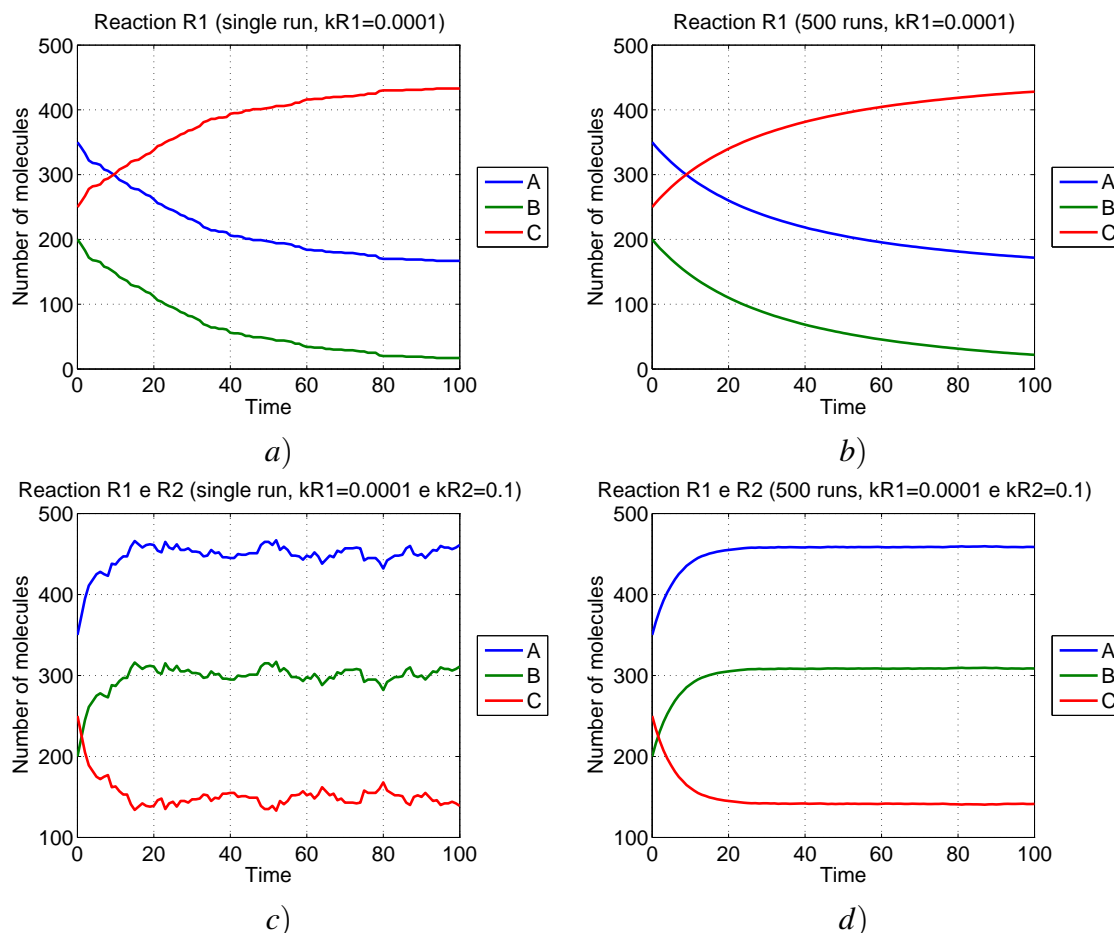 Reaction R1 (single run, kR1=0.0001)
500
400
300
200
100
0
0 20 40 60 80 100
Number of molecules
Time
A
B
C
a)
Reaction R1 (500 runs, kR1=0.0001)
500
400
300
200
100
0
0 20 40 60 80 100
Number of molecules
Time
A
B
C
b)
Reaction R1 e R2 (single run, kR1=0.0001 e kR2=0.1)
500
400
300
200
100
0 20 40 60 80 100
Number of molecules
Time
A
B
C
c)
Reaction R1 e R2 (500 runs, kR1=0.0001 e kR2=0.1)
500
400
300
200
100
0 20 40 60 80 100
Number of molecules
Time
A
B
C
d)